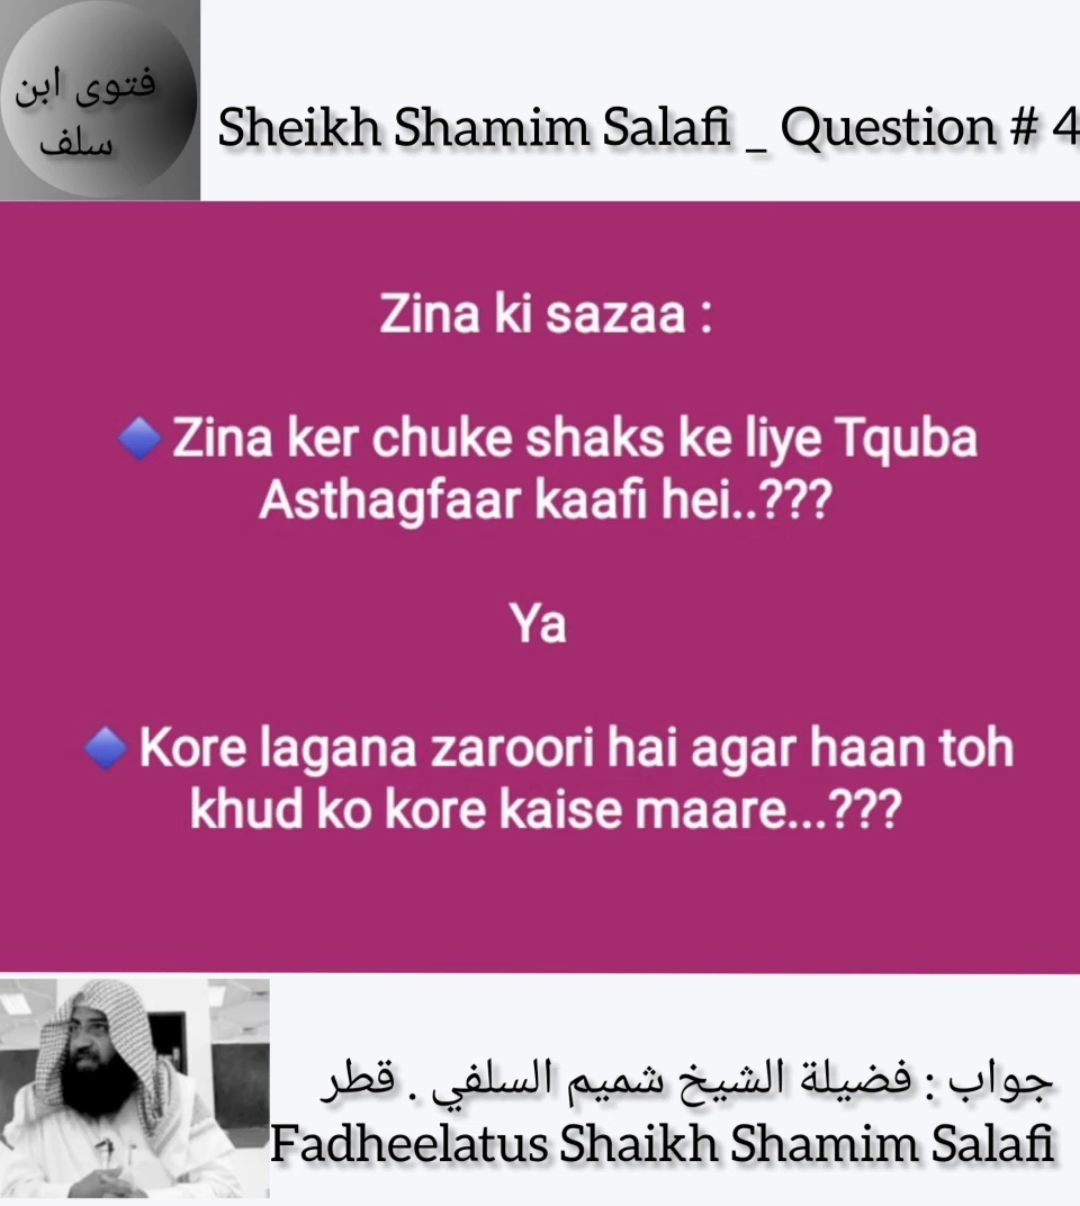 فتوى ابن
سلف
Sheikh Shamim Salafi _ Question # 4
Zina ki sazaa :
🔷 Zina ker chuke shaks ke liye Tquba
Asthagfaar kaafi hei..???
Ya
🔷 Kore lagana zaroori hai agar haan toh
khud ko kore kaise maare...???
جواب : فضيلة الشيخ شميم السلفي . قطر
Fadheelatus Shaikh Shamim Salafi